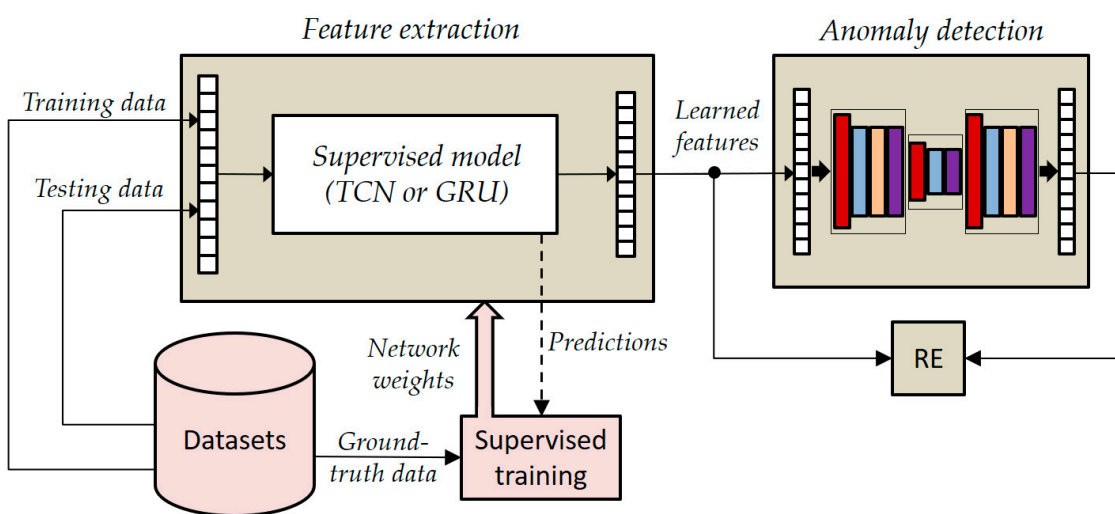 Feature extraction
Anomaly detection
Training data
Testing data
Supervised model
(TCN or GRU)
Learned
features
Network
weights
Predictions
RE
Datasets
Ground-
truth data
Supervised
training